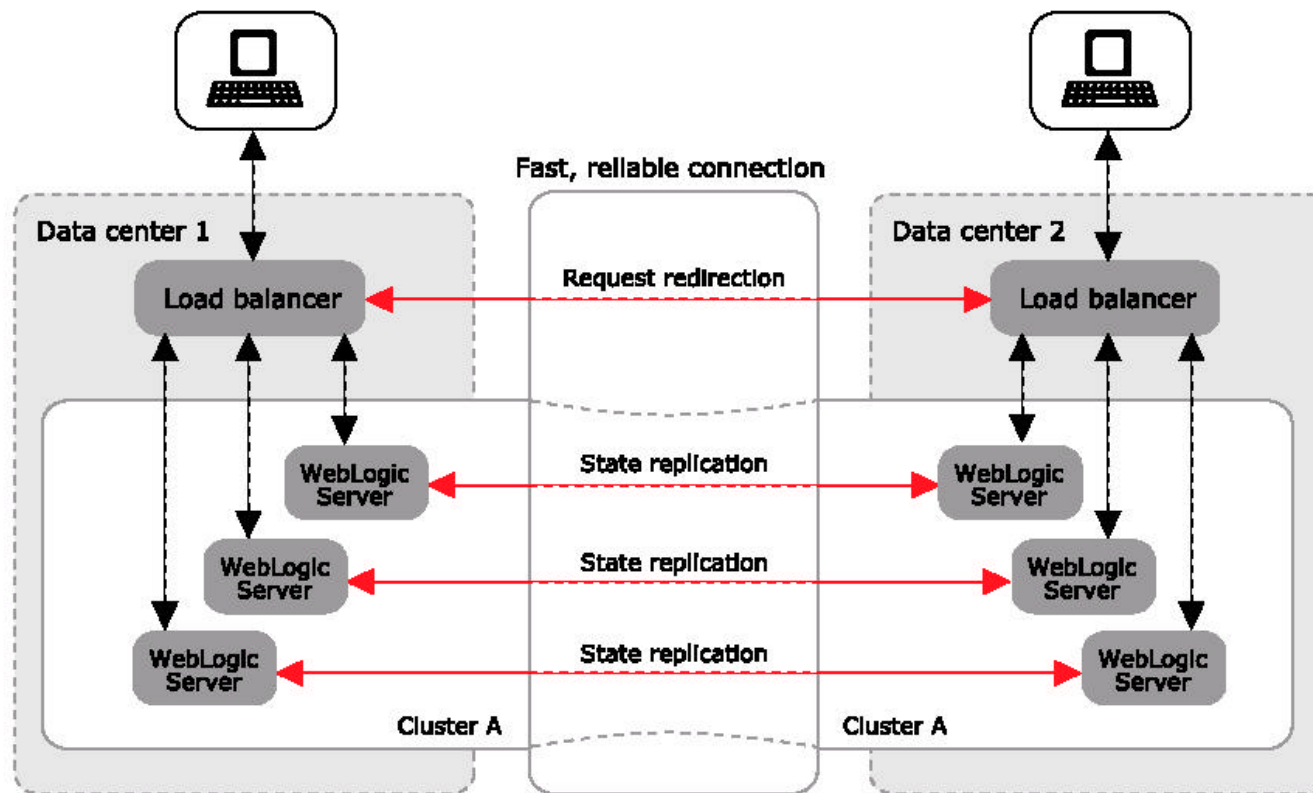 Fast, reliable connection
Data center 1
Data center 2
Load balancer
Request redirection
Load balancer
WebLogic
Server
State replication
WebLogic
Server
WebLogic
Server
State replication
WebLogic
Server
WebLogic
Server
State replication
WebLogic
Server
Cluster A
Cluster A